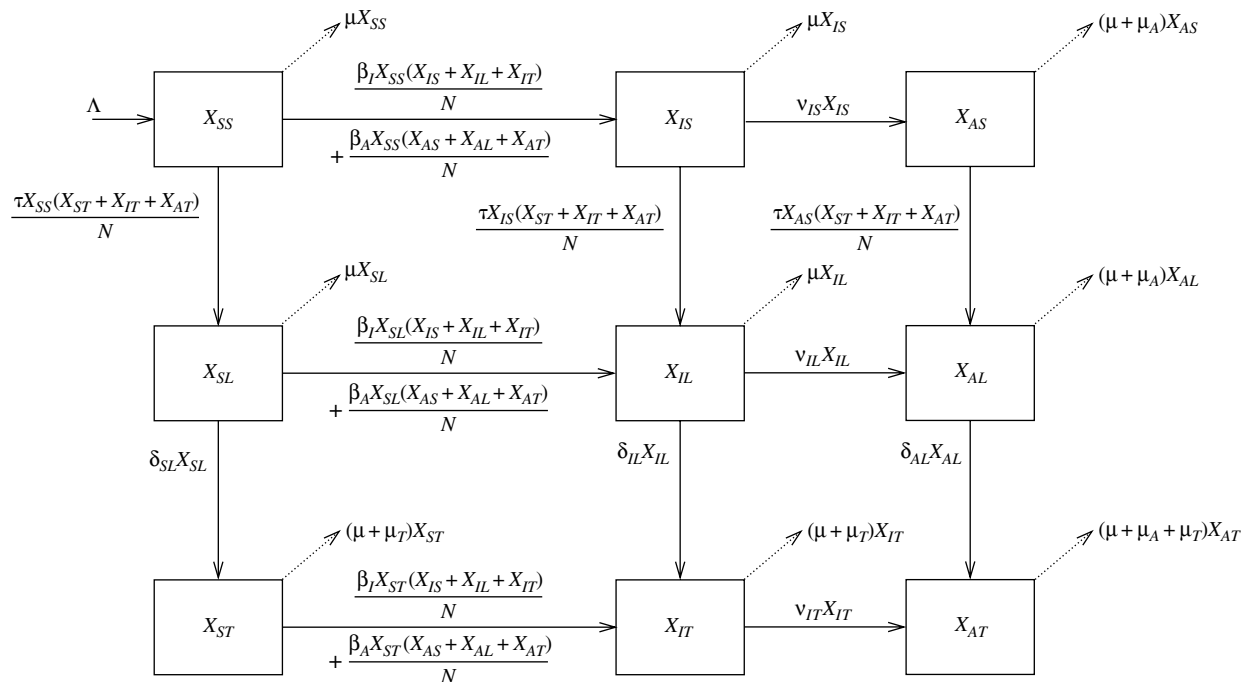 μX_SS
μX_IS
(μ + μ_A)X_AS
Λ
X_SS
β_I X_SS(X_IS + X_IL + X_IT)
N
+ β_A X_SS(X_AS + X_AL + X_AT)
N
X_IS
ν_IS X_IS
X_AS
τX_SS(X_ST + X_IT + X_AT)
N
τX_IS(X_ST + X_IT + X_AT)
N
τX_AS(X_ST + X_IT + X_AT)
N
μX_SL
μX_IL
(μ + μ_A)X_AL
X_SL
β_I X_SL(X_IS + X_IL + X_IT)
N
+ β_A X_SL(X_AS + X_AL + X_AT)
N
X_IL
ν_IL X_IL
X_AL
δ_SL X_SL
δ_IL X_IL
δ_AL X_AL
(μ + μ_T)X_ST
(μ + μ_T)X_IT
(μ + μ_A + μ_T)X_AT
X_ST
β_I X_ST(X_IS + X_IL + X_IT)
N
+ β_A X_ST(X_AS + X_AL + X_AT)
N
X_IT
ν_IT X_IT
X_AT